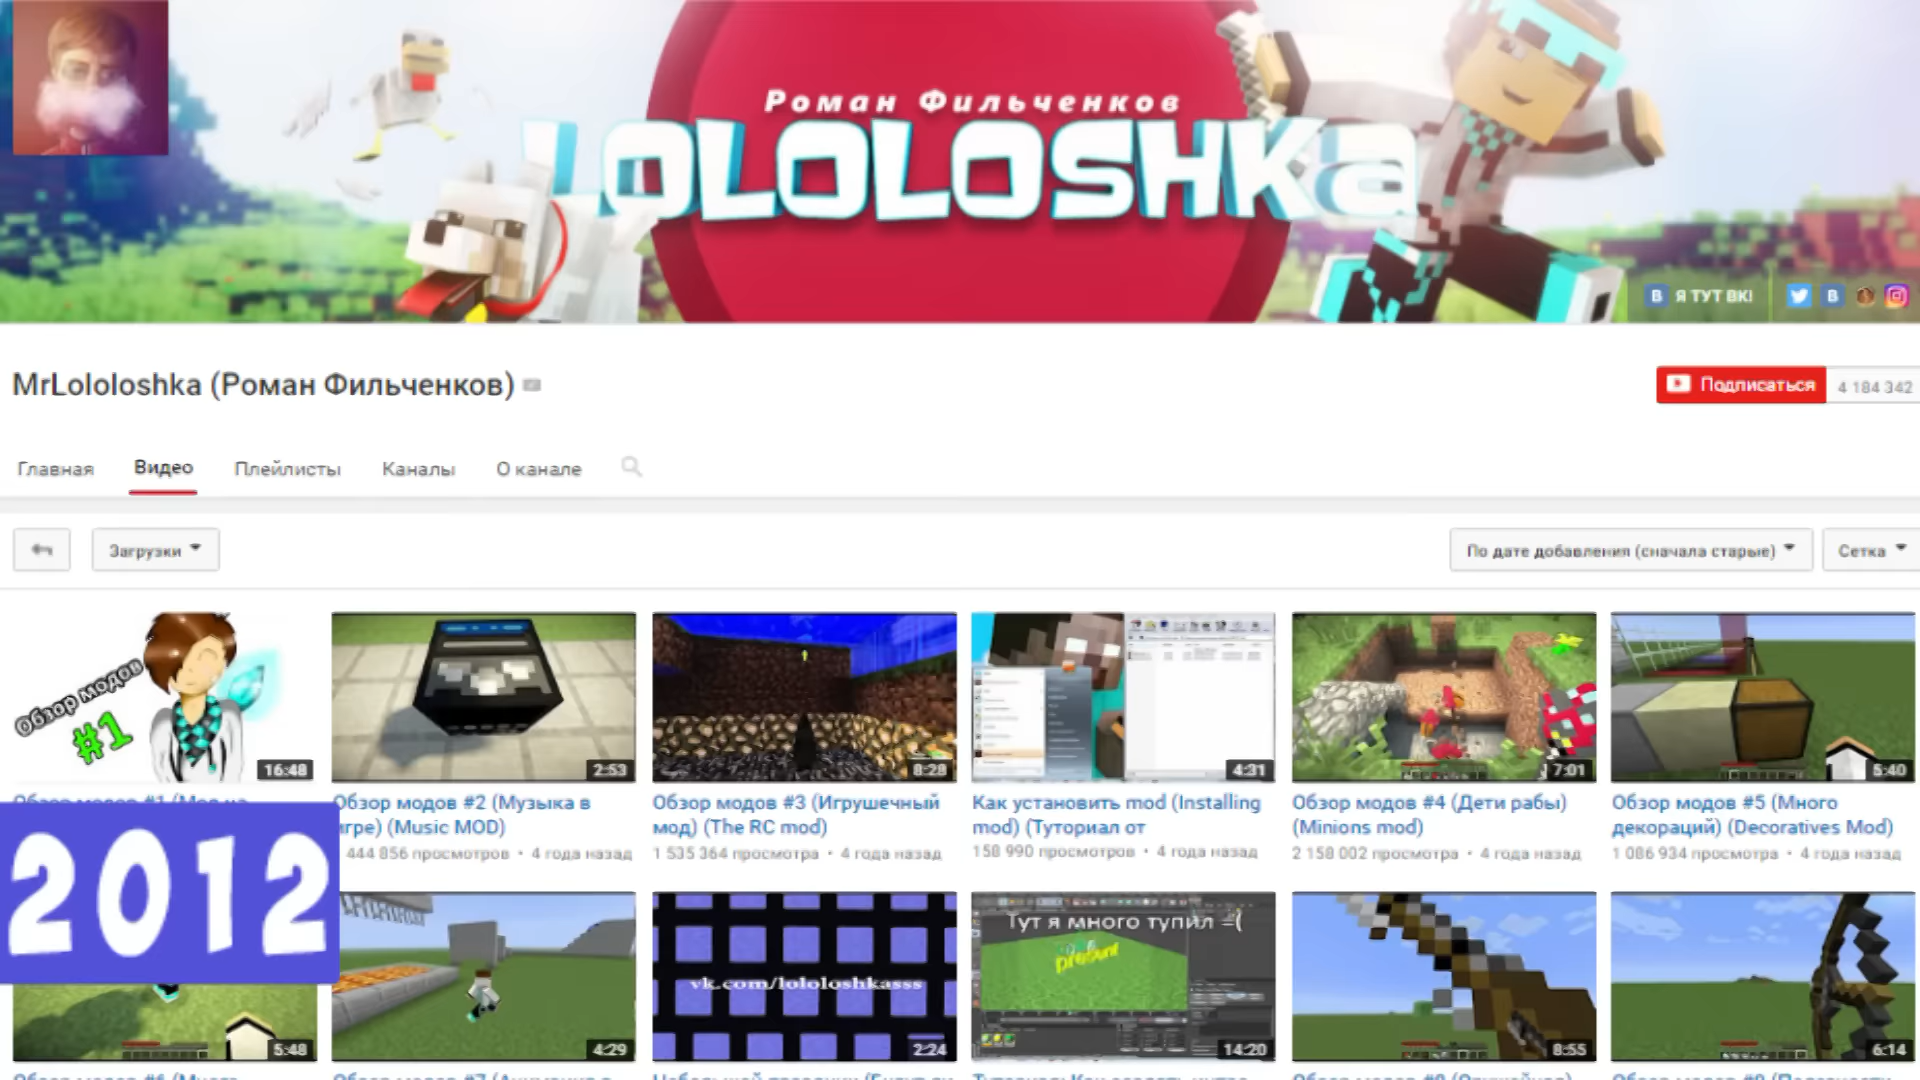 Роман Фильченков
LOLOLOSHKa
В Я ТУТ ВК!
MrLololoshka (Роман Фильченков)
Подписаться
4 184 342
Главная
Видео
Плейлисты
Каналы
О канале
Загрузки
По дате добавления (сначала старые)
Сетка
Обзор модов
#1
16:48
2:53
8:28
4:31
7:01
5:40
Обзор модов #2 (Музыка в
игре) (Music MOD)
444 856 просмотров • 4 года назад
Обзор модов #3 (Игрушечный
мод) (The RC mod)
1 535 364 просмотра • 4 года назад
Как установить mod (Installing
mod) (Туториал от
158 990 просмотров • 4 года назад
Обзор модов #4 (Дети рабы)
(Minions mod)
2 158 002 просмотра • 4 года назад
Обзор модов #5 (Много
декораций) (Decoratives Mod)
1 086 934 просмотра • 4 года назад
2012
5:48
4:29
vk.com/lololoshkasss
2:24
Тут я много тупил =(
14:20
8:55
6:14